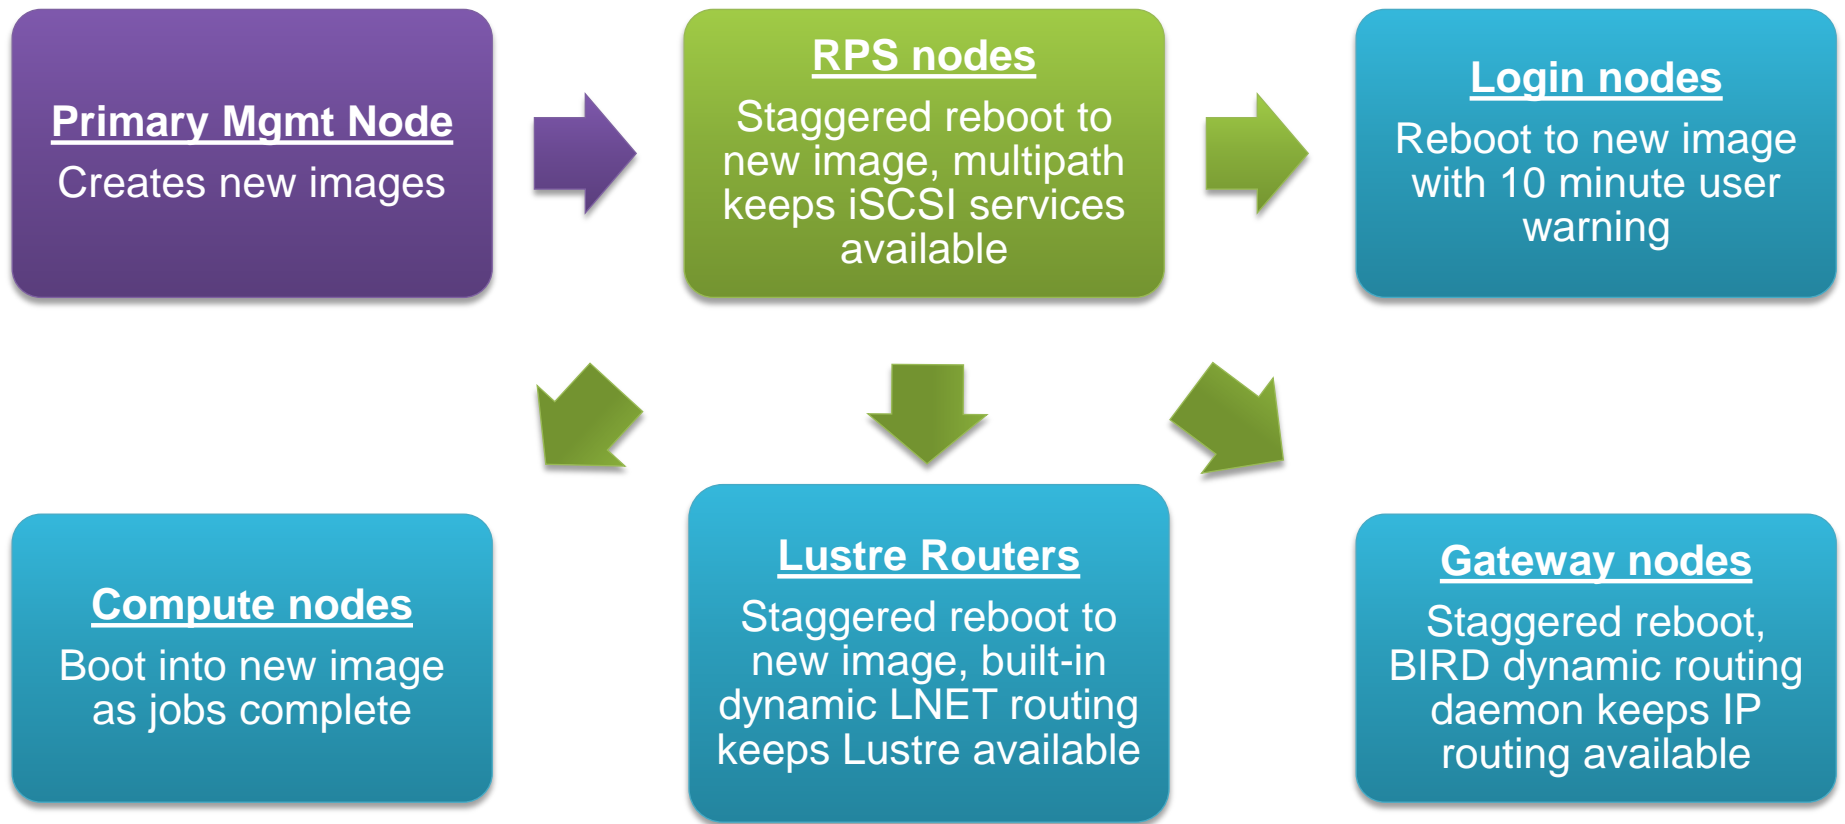 Primary Mgmt Node
Creates new images
RPS nodes
Staggered reboot to
new image, multipath
keeps iSCSI services
available
Login nodes
Reboot to new image
with 10 minute user
warning
Compute nodes
Boot into new image
as jobs complete
Lustre Routers
Staggered reboot to
new image, built-in
dynamic LNET routing
keeps Lustre available
Gateway nodes
Staggered reboot,
BIRD dynamic routing
daemon keeps IP
routing available